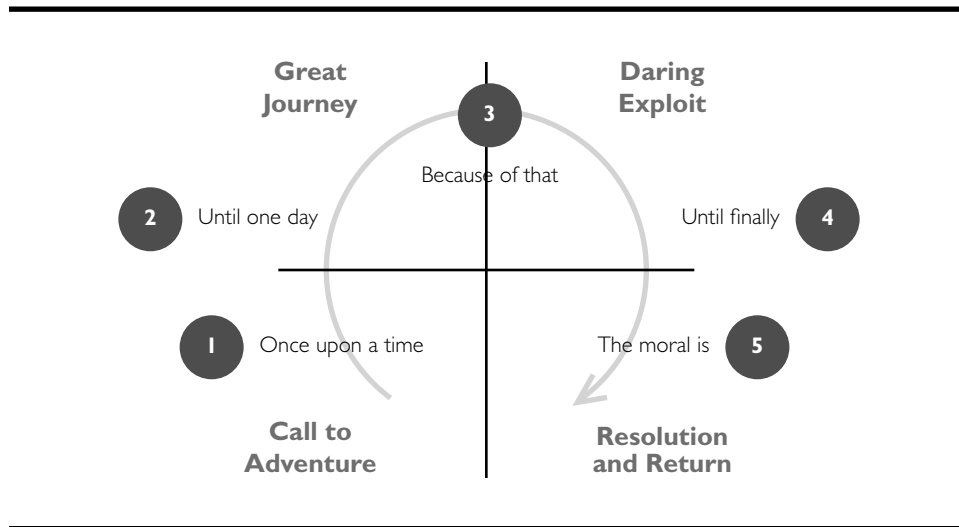 Great
Journey
Daring
Exploit
3
Because of that
2 Until one day
Until finally 4
1 Once upon a time
The moral is 5
Call to
Adventure
Resolution
and Return